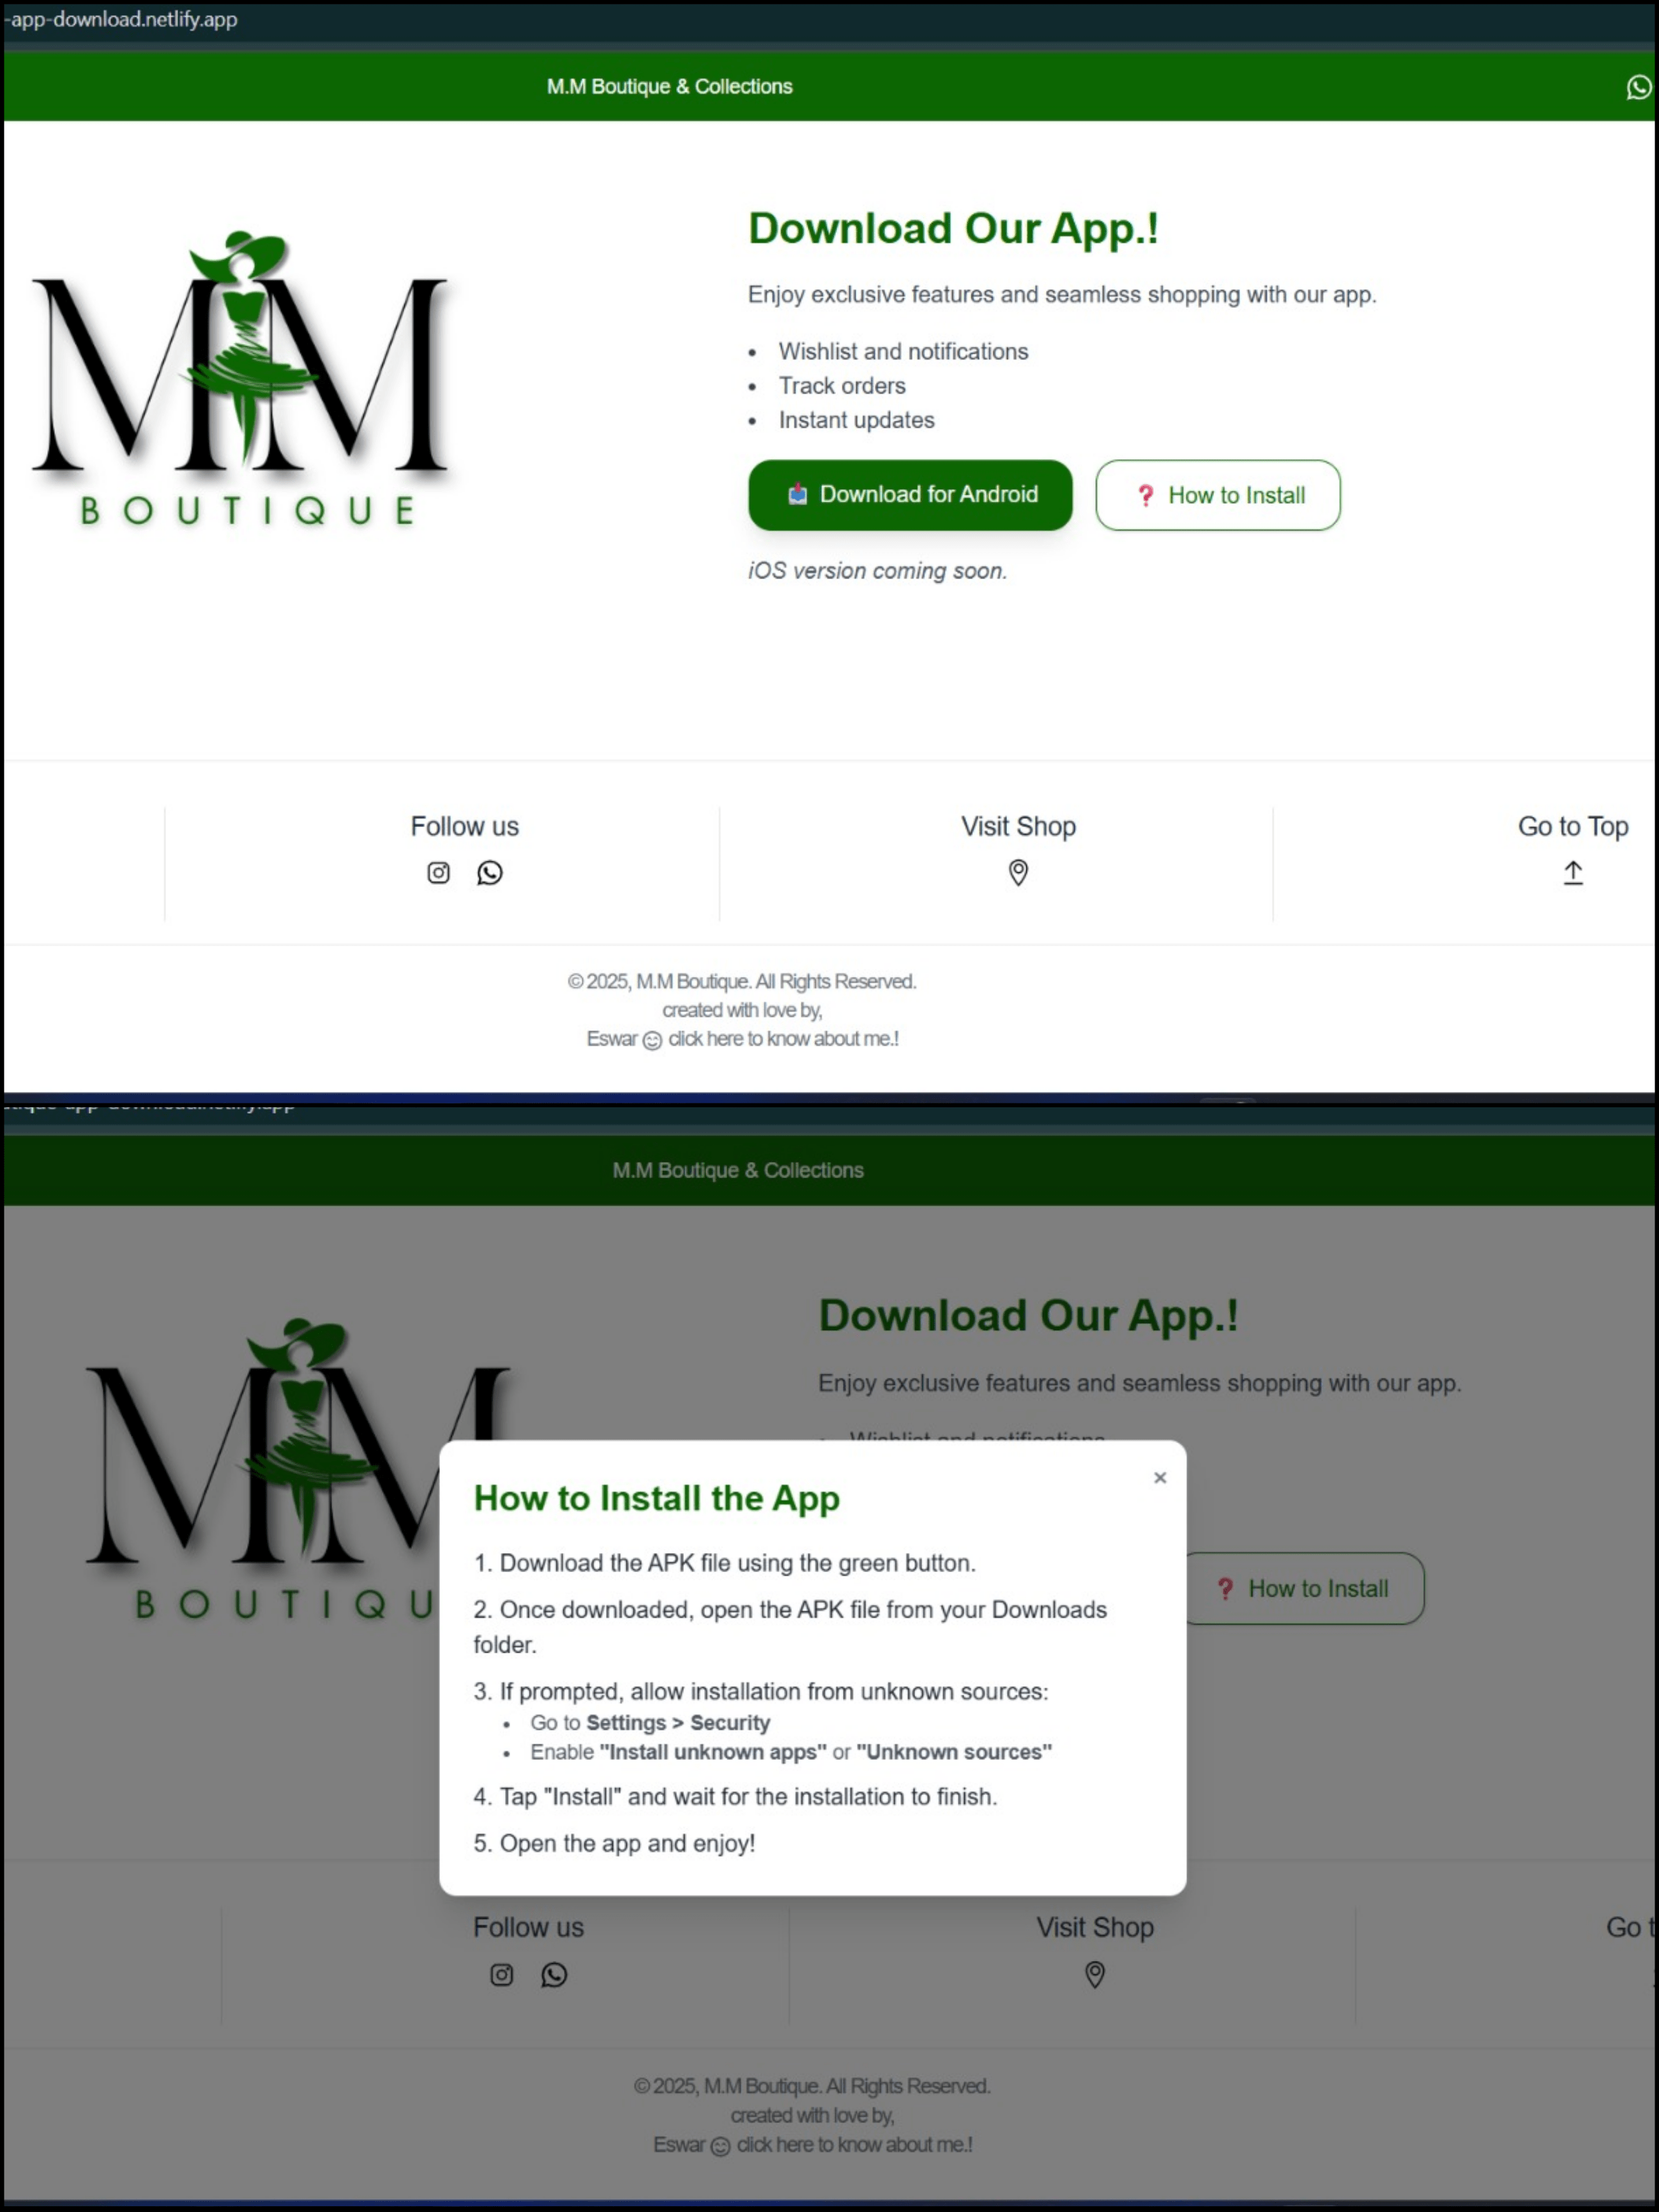 -app-download.netlify.app
M.M Boutique & Collections
MM
BOUTIQUE
Download Our App.!
Enjoy exclusive features and seamless shopping with our app.
• Wishlist and notifications
• Track orders
• Instant updates
Download for Android
❓ How to Install
iOS version coming soon.
Follow us
Visit Shop
Go to Top
© 2025, M.M Boutique. All Rights Reserved.
created with love by,
Eswar 😊 click here to know about me.!
M.M Boutique & Collections
MM
BOUTIQU
Download Our App.!
Enjoy exclusive features and seamless shopping with our app.
• Wishlist and notifications
How to Install the App
×
1. Download the APK file using the green button.
2. Once downloaded, open the APK file from your Downloads
folder.
3. If prompted, allow installation from unknown sources:
• Go to Settings > Security
• Enable "Install unknown apps" or "Unknown sources"
4. Tap "Install" and wait for the installation to finish.
5. Open the app and enjoy!
❓ How to Install
Follow us
Visit Shop
Go t
© 2025, M.M Boutique. All Rights Reserved.
created with love by,
Eswar 😊 click here to know about me.!